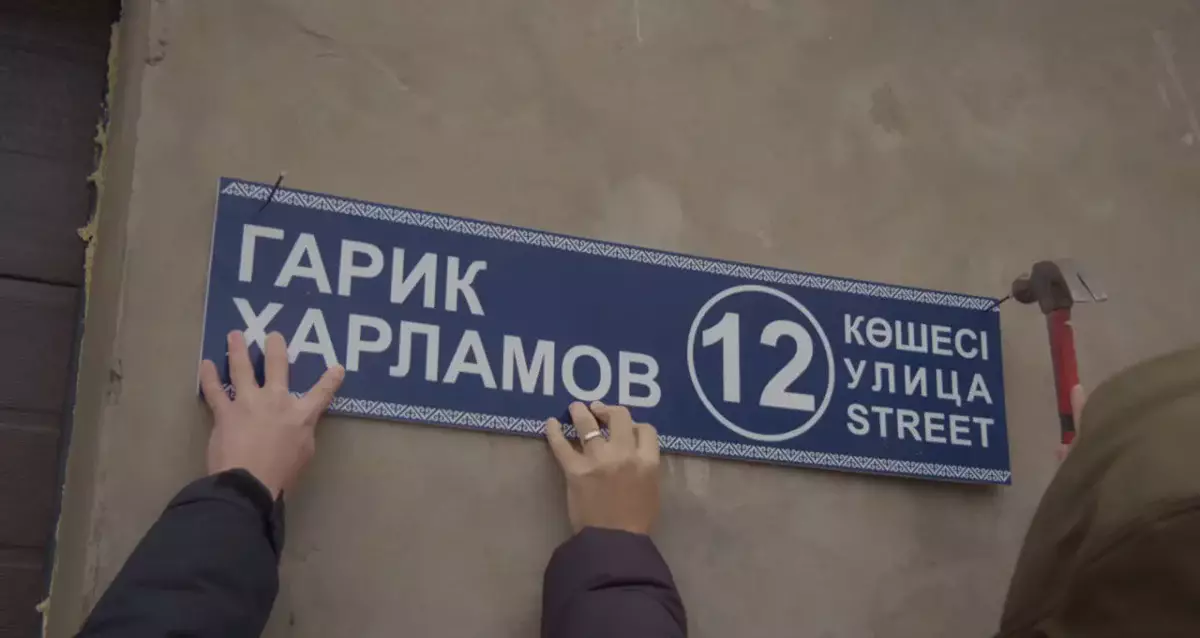 ГАРИК
ХАРЛАМОВ
12
КӨШЕСІ
УЛИЦА
STREET